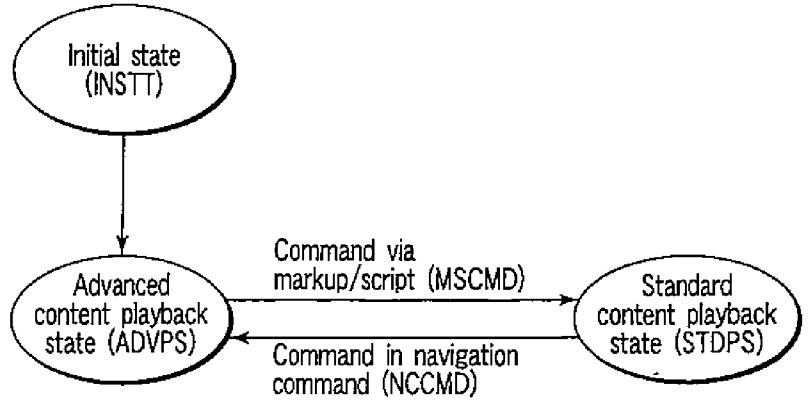 Initial state
(INSTT)
Command via
markup/script (MSCMD)
Advanced
content playback
state (ADVPS)
Standard
content playback
state (STDPS)
Command in navigation
command (NCCMD)